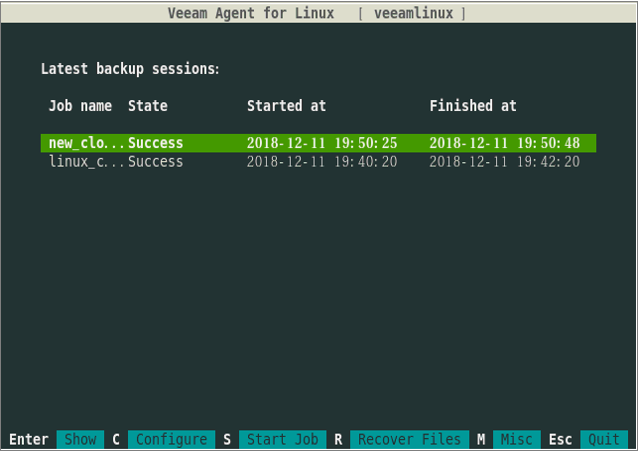 Veeam Agent for Linux [ veeamlinux ]
Latest backup sessions:
Job name State Started at Finished at
new_clo...Success 2018-12-11 19:50:25 2018-12-11 19:50:48
linux_c...Success 2018-12-11 19:40:20 2018-12-11 19:42:20
Enter Show C Configure S Start Job R Recover Files M Misc Esc Quit